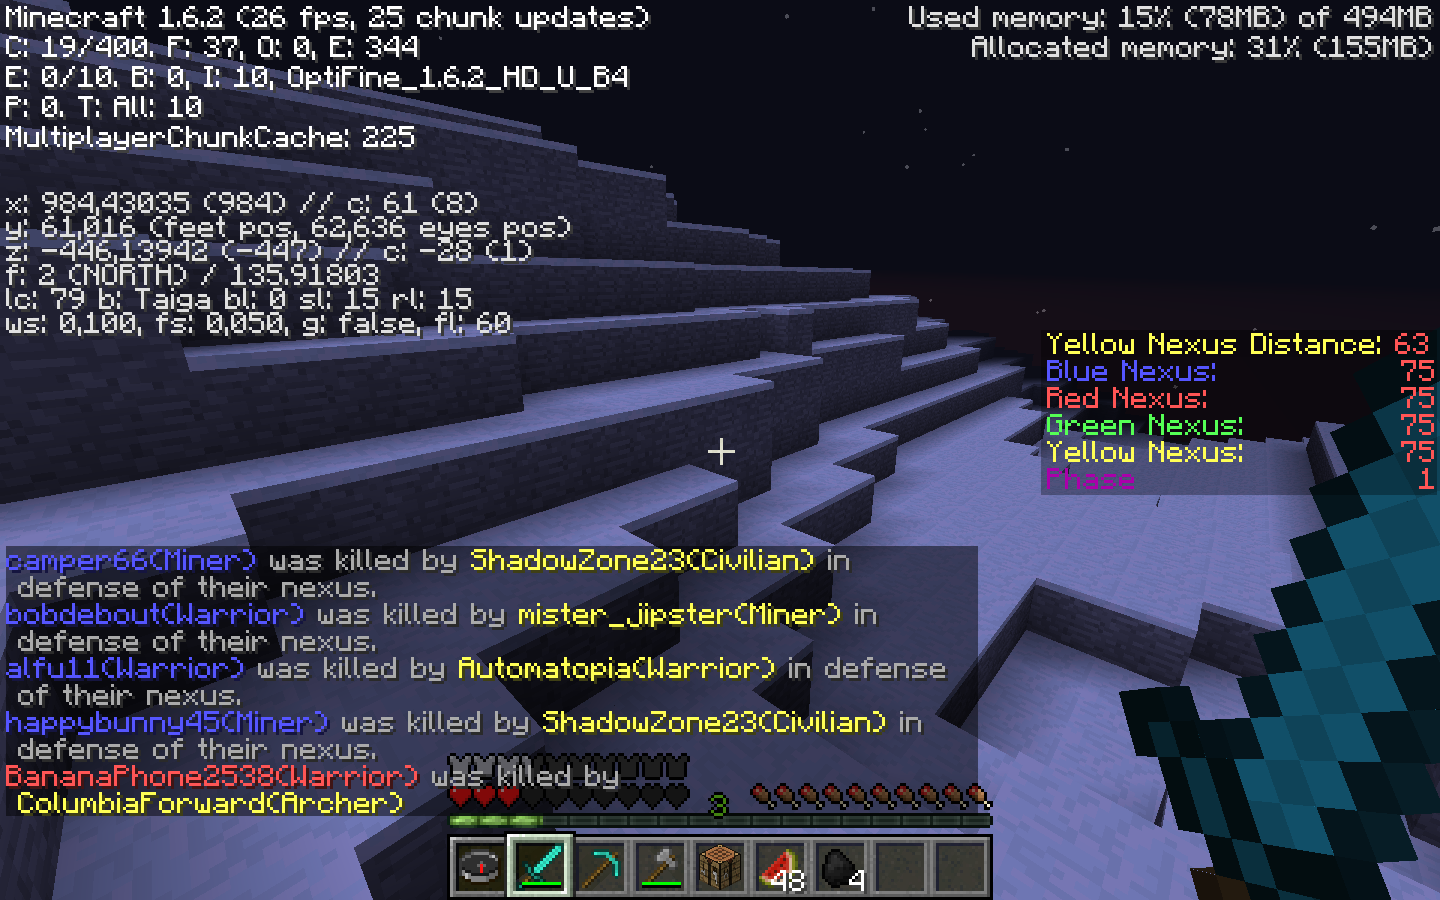 Minecraft 1.6.2 (26 fps, 25 chunk updates)
C: 19/400. F: 37, O: 0, E: 344
E: 0/10. B: 0, I: 10, OptiFine_1.6.2_HD_U_B4
P: 0. T: All: 10
MultiplayerChunkCache: 225
Used memory: 15% (78MB) of 494MB
Allocated memory: 31% (155MB)
x: 984,43035 (984) // c: 61 (8)
y: 61,016 (feet pos, 62,636 eyes pos)
z: -446,13942 (-447) // c: -28 (1)
f: 2 (NORTH) / 135.91803
lc: 79 b: Taiga bl: 0 sl: 15 rl: 15
ws: 0,100, fs: 0,050, g: false, fl: 60
Yellow Nexus Distance: 63
Blue Nexus: 75
Red Nexus: 75
Green Nexus: 75
Yellow Nexus: 75
Phase 1
camper66(Miner) was killed by ShadowZone23(Civilian) in
defense of their nexus.
bobdebout(Warrior) was killed by mister_jipster(Miner) in
defense of their nexus.
alfu11(Warrior) was killed by Automatopia(Warrior) in defense
of their nexus.
happybunny45(Miner) was killed by ShadowZone23(Civilian) in
defense of their nexus.
BananaPhone2538(Warrior) was killed by
ColumbiaForward(Archer)
3
48
4